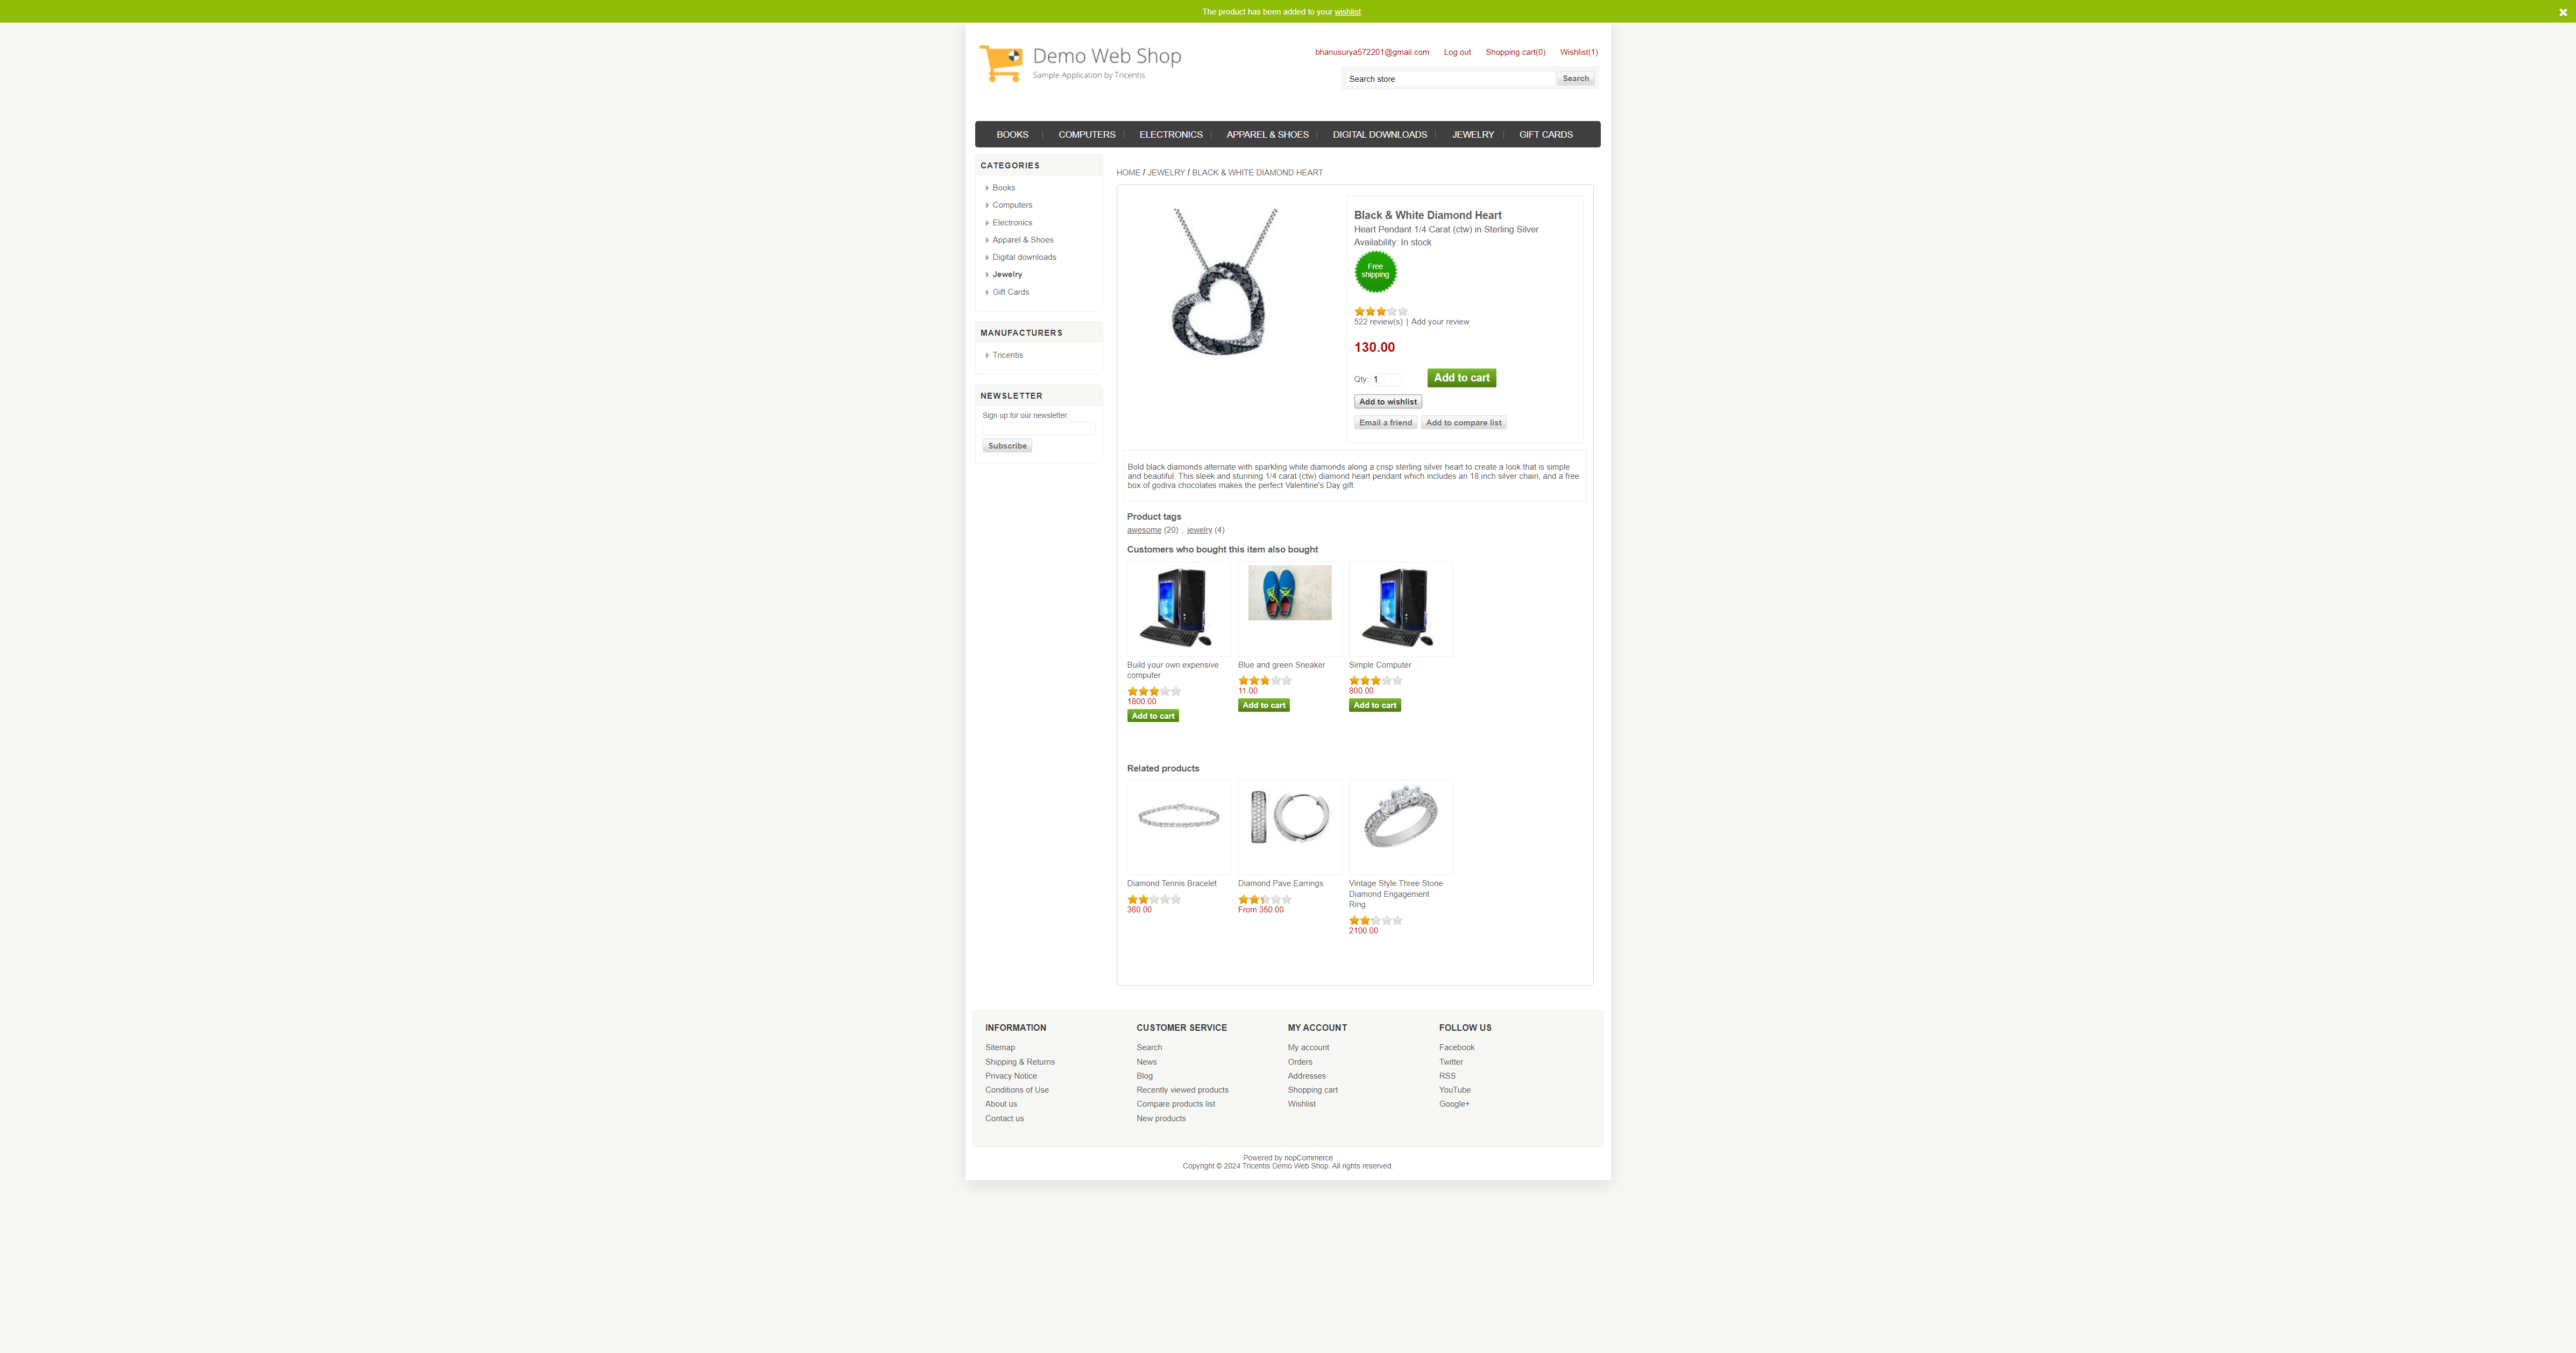 The product has been added to your wishlist
Demo Web Shop
Sample Application by Tricentis
bhanusurya572201@gmail.com Log out Shopping cart(0) Wishlist(1)
Search store Search
BOOKS COMPUTERS ELECTRONICS APPAREL & SHOES DIGITAL DOWNLOADS JEWELRY GIFT CARDS
CATEGORIES
Books
Computers
Electronics
Apparel & Shoes
Digital downloads
Jewelry
Gift Cards
MANUFACTURERS
Tricentis
NEWSLETTER
Sign up for our newsletter:
Subscribe
HOME / JEWELRY / BLACK & WHITE DIAMOND HEART
Black & White Diamond Heart
Heart Pendant 1/4 Carat (ctw) in Sterling Silver
Availability: In stock
Free
shipping
522 review(s) | Add your review
130.00
Qty: 1 Add to cart
Add to wishlist
Email a friend Add to compare list
Bold black diamonds alternate with sparkling white diamonds along a crisp sterling silver heart to create a look that is simple
and beautiful. This sleek and stunning 1/4 carat (ctw) diamond heart pendant which includes an 18 inch silver chain, and a free
box of godiva chocolates makes the perfect Valentine's Day gift.
Product tags
awesome (20) , jewelry (4)
Customers who bought this item also bought
Build your own expensive
computer
1800.00
Add to cart
Blue and green Sneaker
11.00
Add to cart
Simple Computer
800.00
Add to cart
Related products
Diamond Tennis Bracelet
360.00
Diamond Pave Earrings
From 350.00
Vintage Style Three Stone
Diamond Engagement
Ring
2100.00
INFORMATION
Sitemap
Shipping & Returns
Privacy Notice
Conditions of Use
About us
Contact us
CUSTOMER SERVICE
Search
News
Blog
Recently viewed products
Compare products list
New products
MY ACCOUNT
My account
Orders
Addresses
Shopping cart
Wishlist
FOLLOW US
Facebook
Twitter
RSS
YouTube
Google+
Powered by nopCommerce
Copyright © 2024 Tricentis Demo Web Shop. All rights reserved.